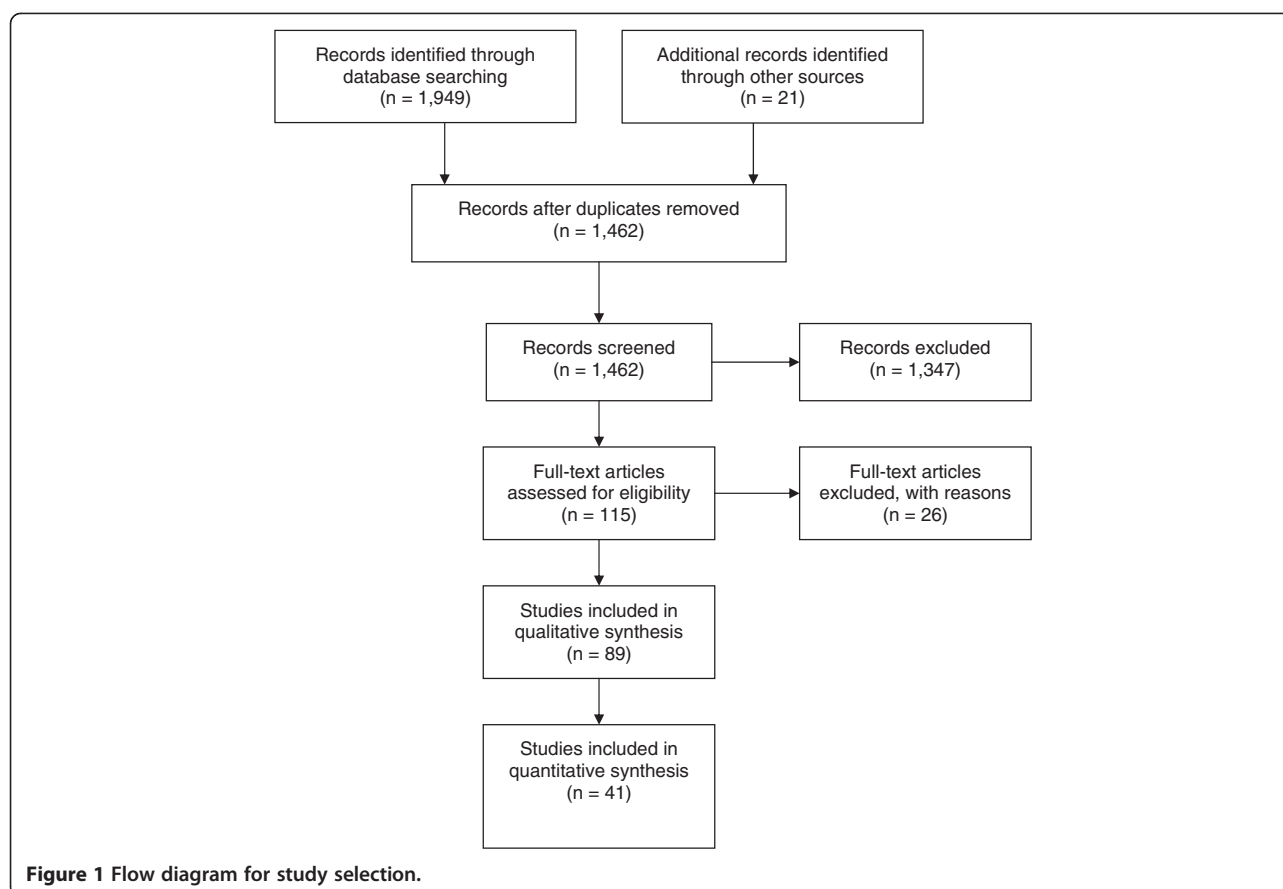 Records identified through
database searching
(n = 1,949)
Additional records identified
through other sources
(n = 21)
Records after duplicates removed
(n = 1,462)
Records screened
(n = 1,462)
Records excluded
(n = 1,347)
Full-text articles
assessed for eligibility
(n = 115)
Full-text articles
excluded, with reasons
(n = 26)
Studies included in
qualitative synthesis
(n = 89)
Studies included in
quantitative synthesis
(n = 41)
Figure 1 Flow diagram for study selection.